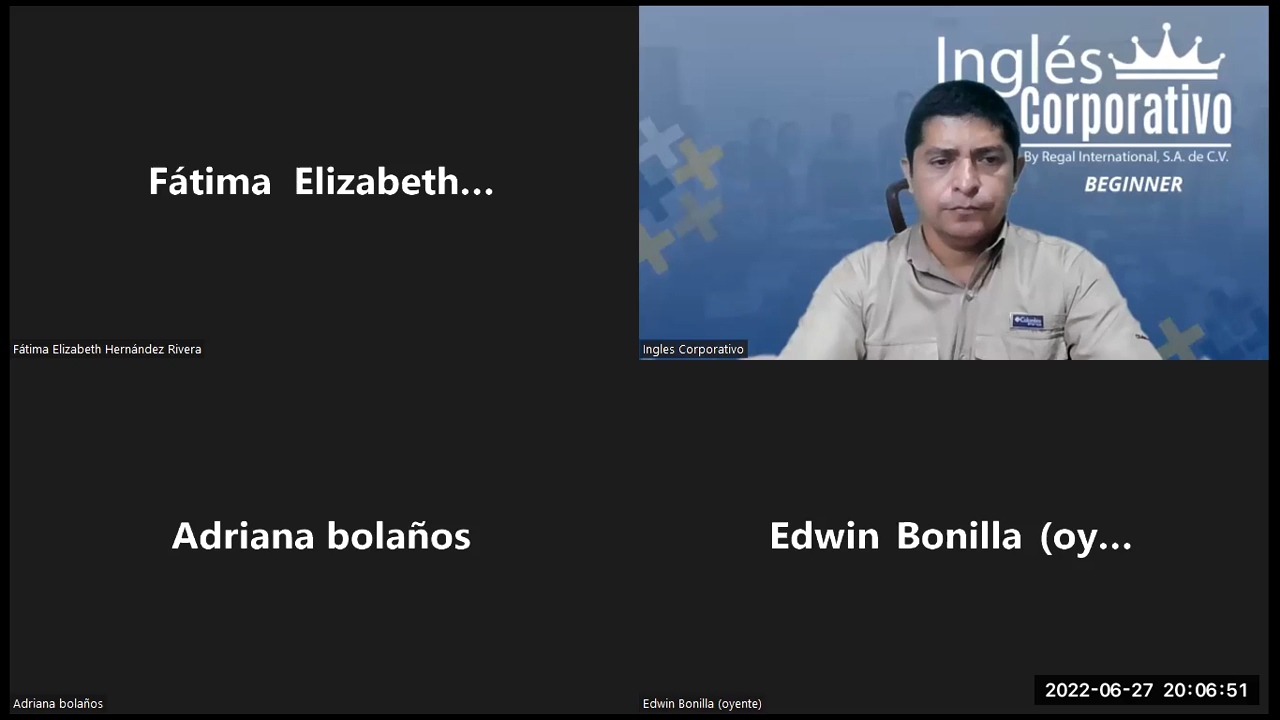 Fátima Elizabeth...
Fátima Elizabeth Hernández Rivera
Inglés
Corporativo
By Regal International, S.A. de C.V.
BEGINNER
Columbia
Ingles Corporativo
Adriana bolaños
Adriana bolaños
Edwin Bonilla (oy...
Edwin Bonilla (oyente)
2022-06-27 20:06:51